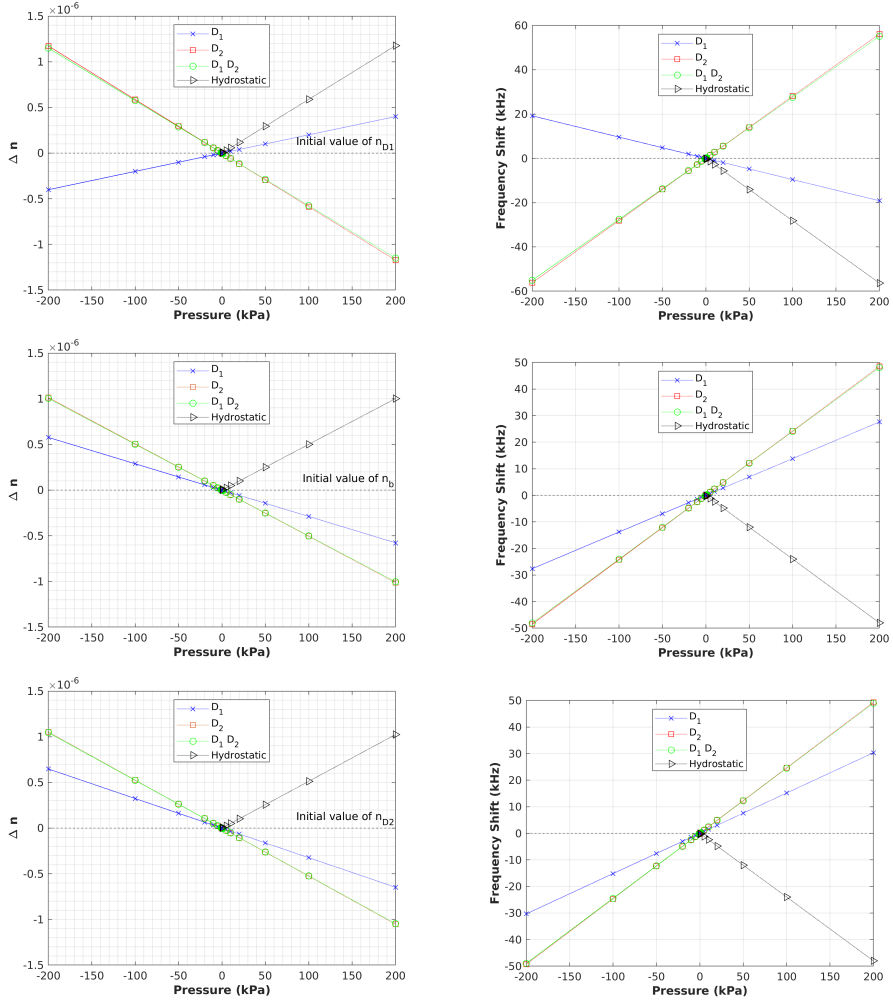 ×10⁻⁶
1.5
1
0.5
0
-0.5
-1
-1.5
Δ n
D₁
D₂
D₁ D₂
Hydrostatic
Initial value of n_D1
-200 -150 -100 -50 0 50 100 150 200
Pressure (kPa)
60
40
20
0
-20
-40
-60
Frequency Shift (kHz)
D₁
D₂
D₁ D₂
Hydrostatic
-200 -150 -100 -50 0 50 100 150 200
Pressure (kPa)
×10⁻⁶
1.5
1
0.5
0
-0.5
-1
-1.5
Δ n
D₁
D₂
D₁ D₂
Hydrostatic
Initial value of n_b
-200 -150 -100 -50 0 50 100 150 200
Pressure (kPa)
50
40
30
20
10
0
-10
-20
-30
-40
-50
Frequency Shift (kHz)
D₁
D₂
D₁ D₂
Hydrostatic
-200 -150 -100 -50 0 50 100 150 200
Pressure (kPa)
×10⁻⁶
1.5
1
0.5
0
-0.5
-1
-1.5
Δ n
D₁
D₂
D₁ D₂
Hydrostatic
Initial value of n_D2
-200 -150 -100 -50 0 50 100 150 200
Pressure (kPa)
50
40
30
20
10
0
-10
-20
-30
-40
-50
Frequency Shift (kHz)
D₁
D₂
D₁ D₂
Hydrostatic
-200 -150 -100 -50 0 50 100 150 200
Pressure (kPa)